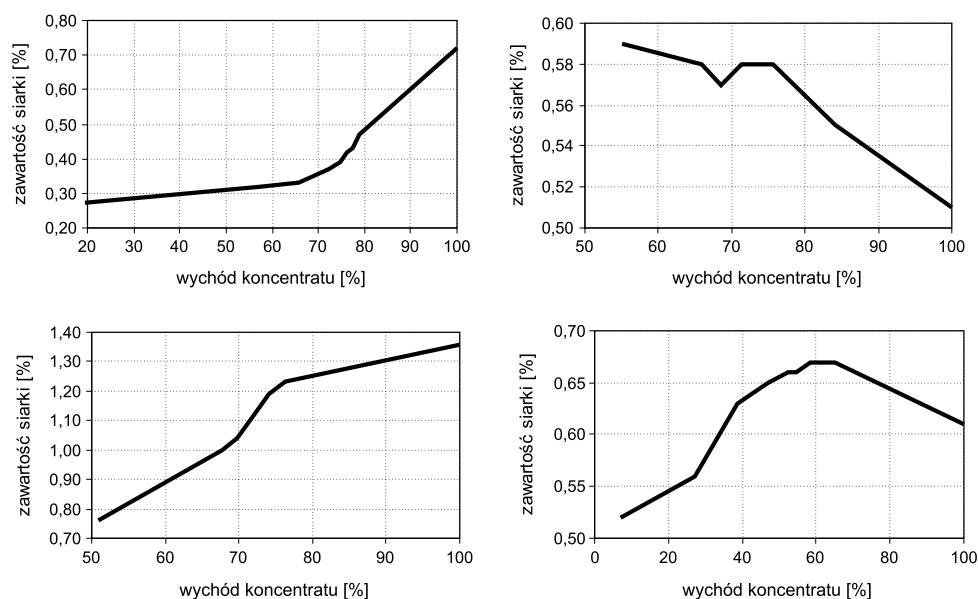 zawartość siarki [%]
0,80
0,70
0,60
0,50
0,40
0,30
0,20
20 30 40 50 60 70 80 90 100
wychód koncentratu [%]
zawartość siarki [%]
0,60
0,58
0,56
0,54
0,52
0,50
50 60 70 80 90 100
wychód koncentratu [%]
zawartość siarki [%]
1,40
1,30
1,20
1,10
1,00
0,90
0,80
0,70
50 60 70 80 90 100
wychód koncentratu [%]
zawartość siarki [%]
0,70
0,65
0,60
0,55
0,50
0 20 40 60 80 100
wychód koncentratu [%]